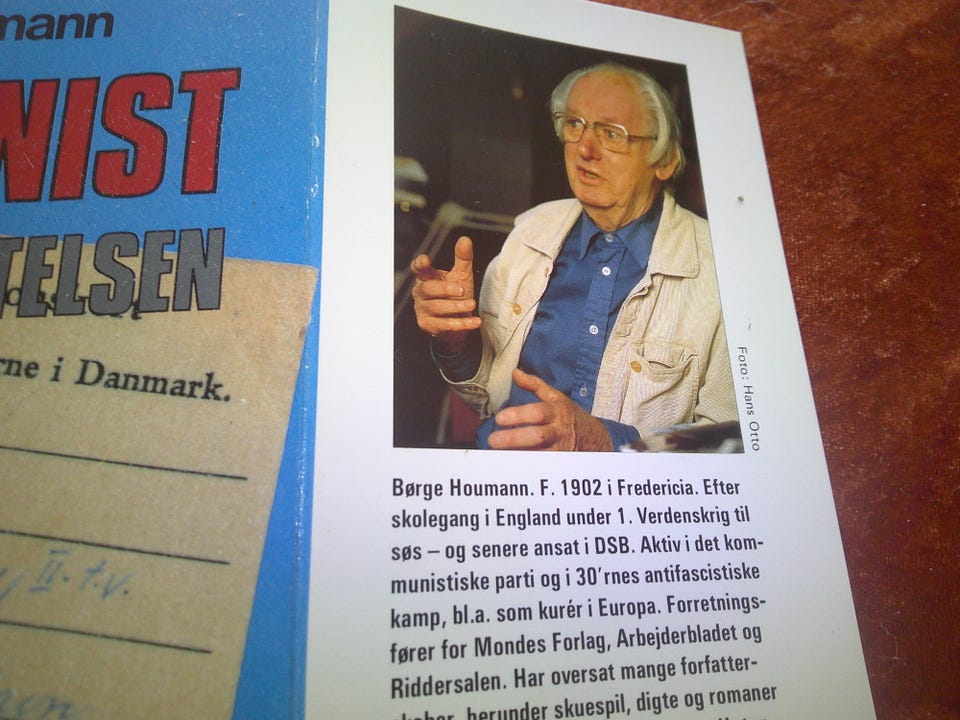 mann
NIST
TELSEN
rne i Danmark.
II. t.v.
Foto: Hans Otto
Børge Houmann. F. 1902 i Fredericia. Efter
skolegang i England under 1. Verdenskrig til
søs – og senere ansat i DSB. Aktiv i det kom-
munistiske parti og i 30'rnes antifascistiske
kamp, bl.a. som kurér i Europa. Forretnings-
fører for Mondes Forlag, Arbejderbladet og
Riddersalen. Har oversat mange forfatter-
skaber, herunder skuespil, digte og romaner